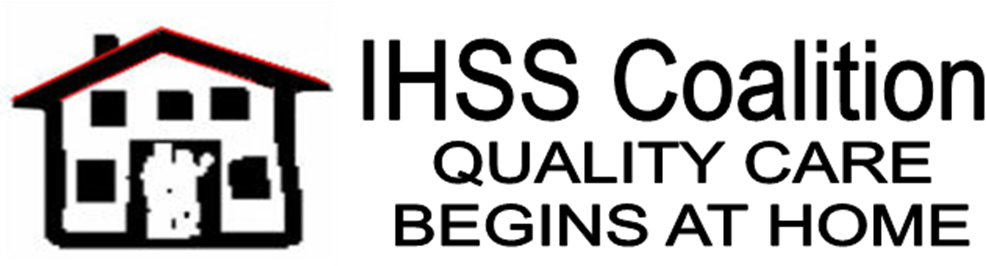 IHSS Coalition
QUALITY CARE
BEGINS AT HOME